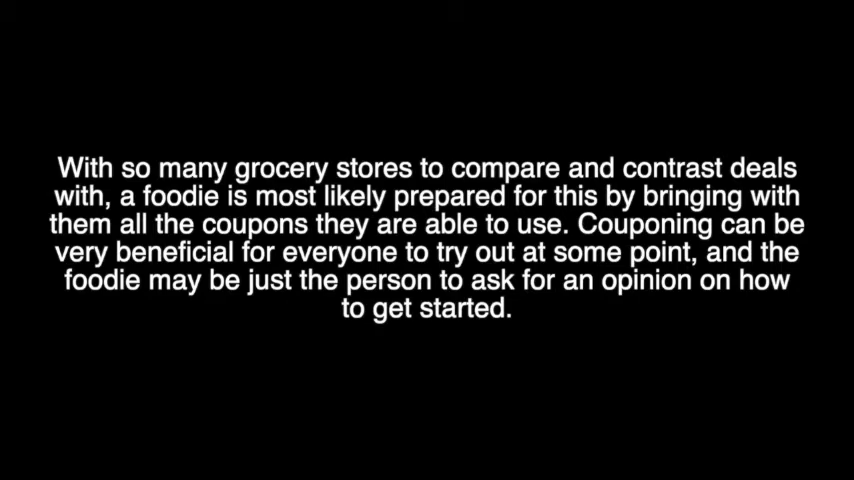 With so many grocery stores to compare and contrast deals
with, a foodie is most likely prepared for this by bringing with
them all the coupons they are able to use. Couponing can be
very beneficial for everyone to try out at some point, and the
foodie may be just the person to ask for an opinion on how
to get started.